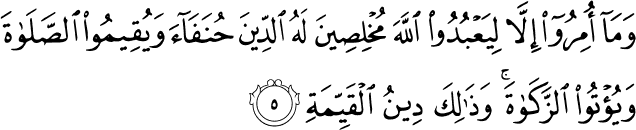 وَمَآ أُمِرُوٓا۟ إِلَّا لِيَعْبُدُوا۟ ٱللَّهَ مُخْلِصِينَ لَهُ ٱلدِّينَ حُنَفَآءَ وَيُقِيمُوا۟ ٱلصَّلَوٰةَ
وَيُؤْتُوا۟ ٱلزَّكَوٰةَ ۚ وَذَٰلِكَ دِينُ ٱلْقَيِّمَةِ ٥